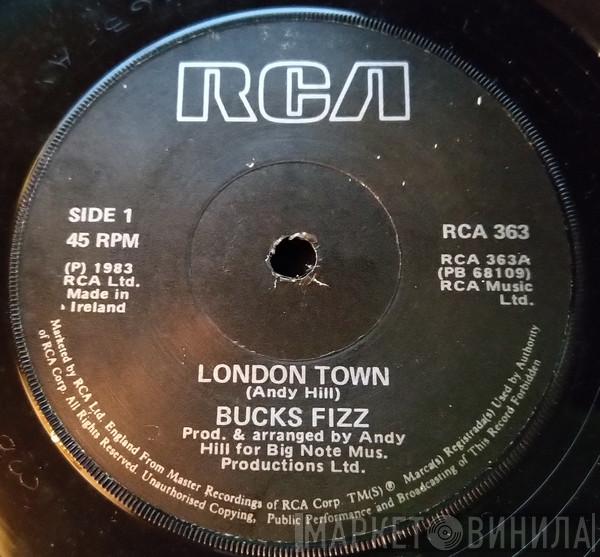 RCA
SIDE 1
45 RPM
(P) 1983
RCA Ltd.
Made in
Ireland
RCA 363
RCA 363A
(PB 68109)
RCA Music
Ltd.
LONDON TOWN
(Andy Hill)
BUCKS FIZZ
Prod. & arranged by Andy
Hill for Big Note Mus.
Productions Ltd.
Marketed by RCA Ltd, England From Master Recordings of RCA Corp TM(S) ® Marca(s) Registrada(s) Used by Authority
of RCA Corp. All Rights Reserved. Unauthorised Copying, Public Performance and Broadcasting of This Record Forbidden
МАРКЕТ ВИНИЛА